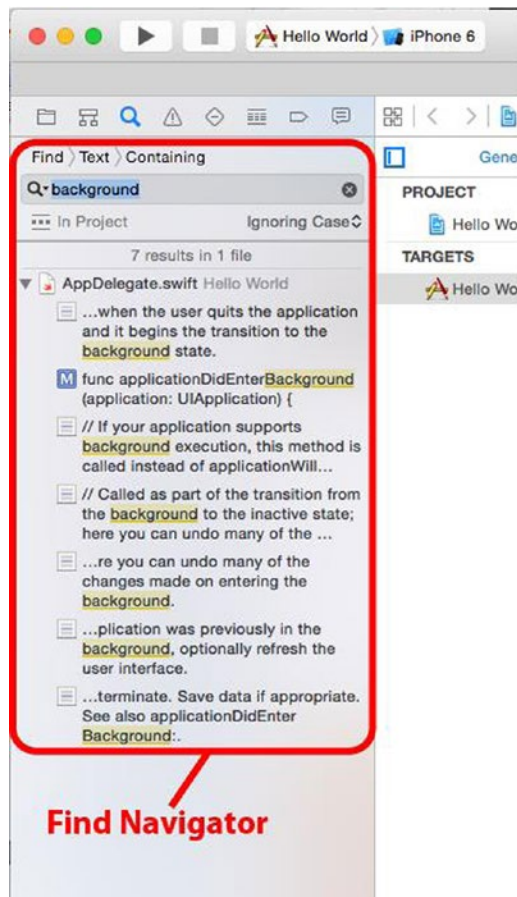 Hello World 〉 iPhone 6
Find 〉 Text 〉 Containing
Gene
background
PROJECT
In Project Ignoring Case
Hello Wo
7 results in 1 file
TARGETS
AppDelegate.swift Hello World
Hello Wo
...when the user quits the application
and it begins the transition to the
background state.
M func applicationDidEnterBackground
(application: UIApplication) {
// If your application supports
background execution, this method is
called instead of applicationWill...
// Called as part of the transition from
the background to the inactive state;
here you can undo many of the ...
...re you can undo many of the
changes made on entering the
background.
...plication was previously in the
background, optionally refresh the
user interface.
...terminate. Save data if appropriate.
See also applicationDidEnter
Background:.
Find Navigator